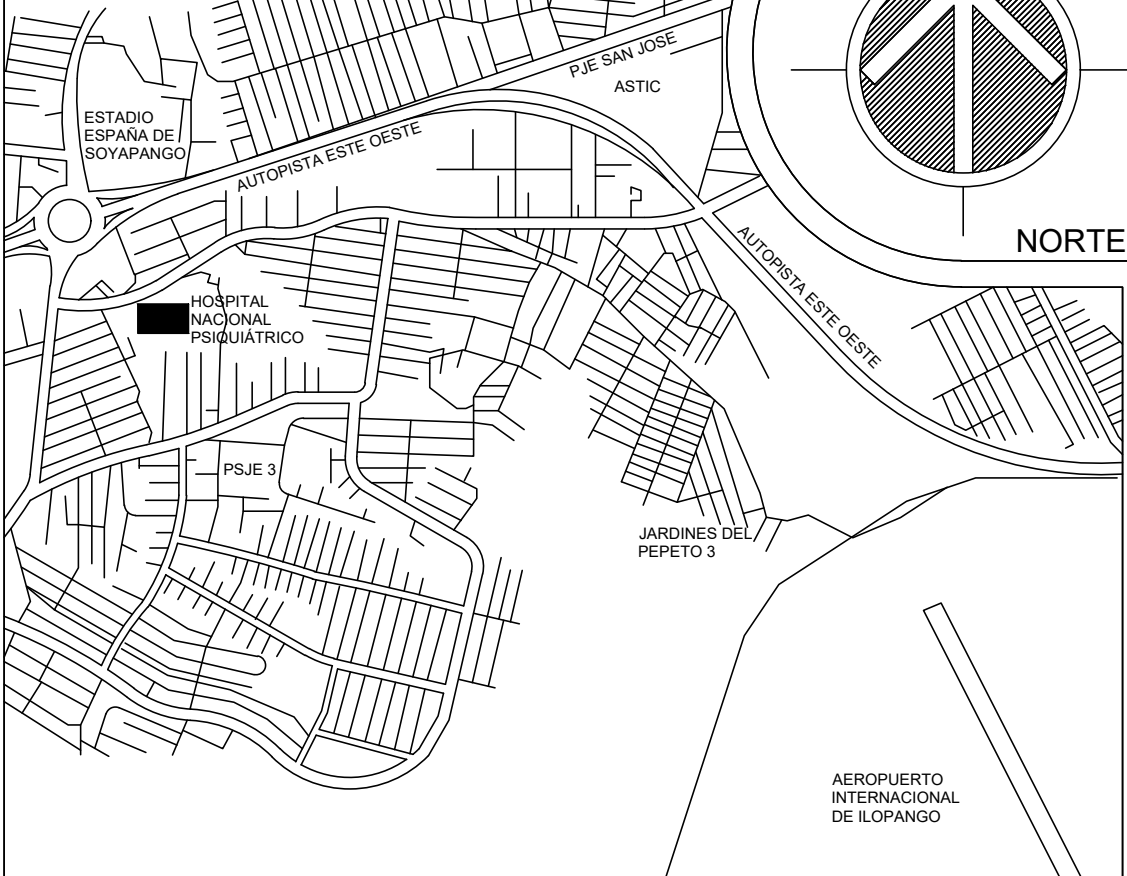 PJE SAN JOSE
ASTIC
ESTADIO
ESPAÑA DE
SOYAPANGO
AUTOPISTA ESTE OESTE
NORTE
AUTOPISTA ESTE OESTE
HOSPITAL
NACIONAL
PSIQUIÁTRICO
PSJE 3
JARDINES DEL
PEPETO 3
AEROPUERTO
INTERNACIONAL
DE ILOPANGO